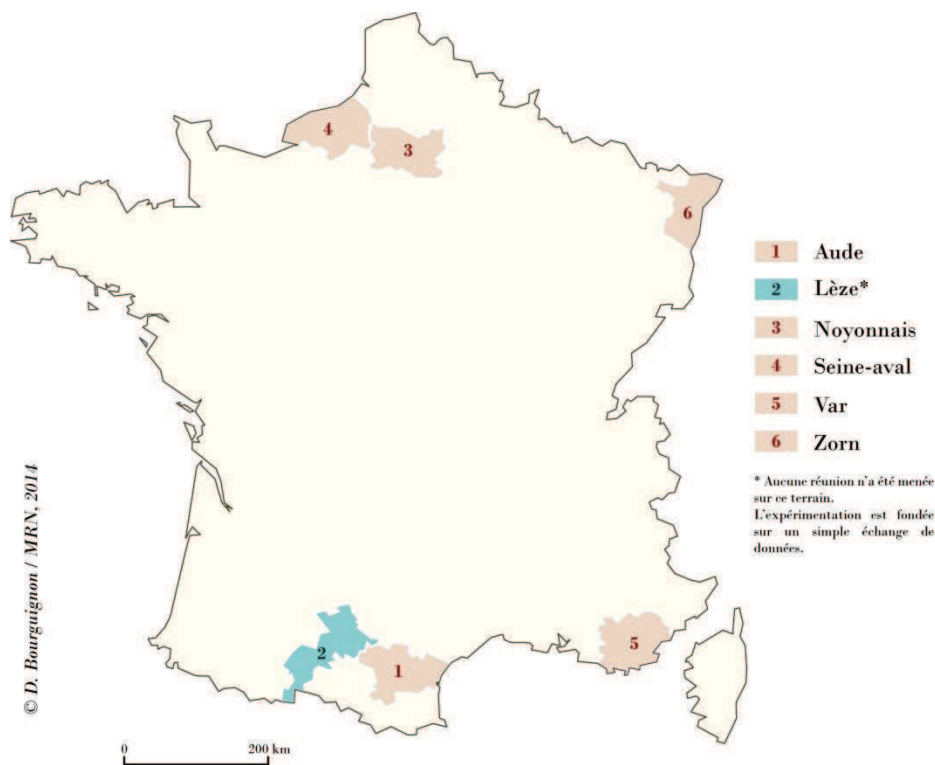 4
3
6
1 Aude
2 Lèze*
3 Noyonnais
4 Seine-aval
5 Var
6 Zorn
* Aucune réunion n'a été menée
sur ce terrain.
L'expérimentation est fondée
sur un simple échange de
données.
© D. Bourguignon / MRN, 2014
2
1
5
0 200 km